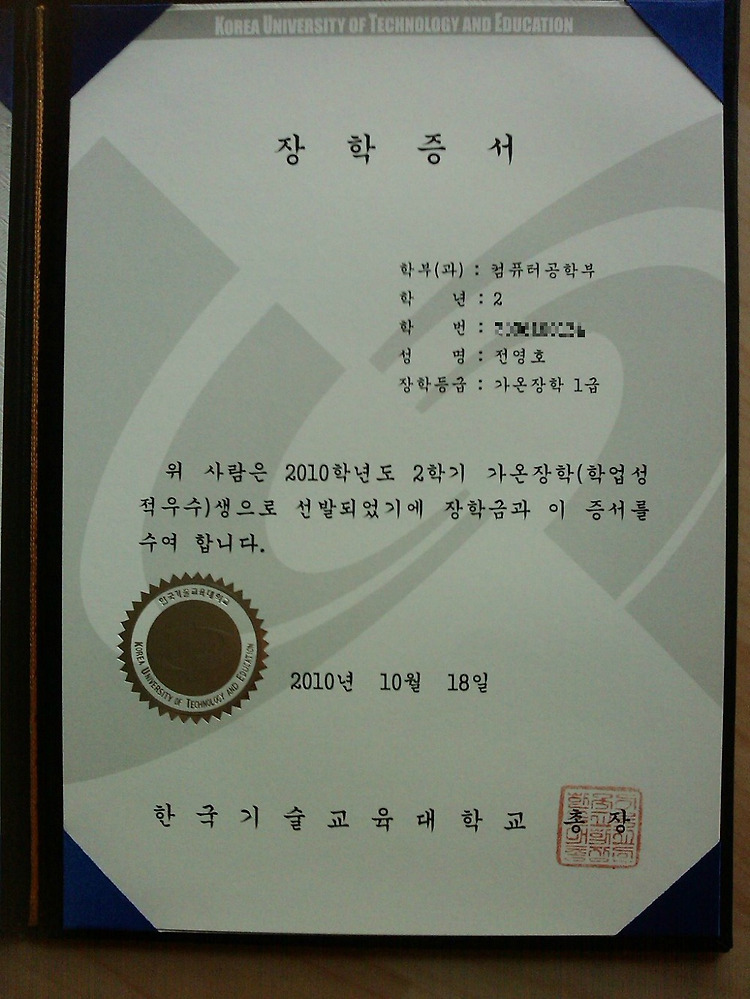 KOREA UNIVERSITY OF TECHNOLOGY AND EDUCATION
장 학 증 서
학부(과) : 컴퓨터공학부
학 년 : 2
학 번 :
성 명 : 전영호
장학등급 : 가온장학 1급
위 사람은 2010학년도 2학기 가온장학(학업성
적우수)생으로 선발되었기에 장학금과 이 증서를
수여 합니다.
한국기술교육대학교
KOREA UNIVERSITY OF TECHNOLOGY AND EDUCATION
2010년 10월 18일
한 국 기 술 교 육 대 학 교 총 장